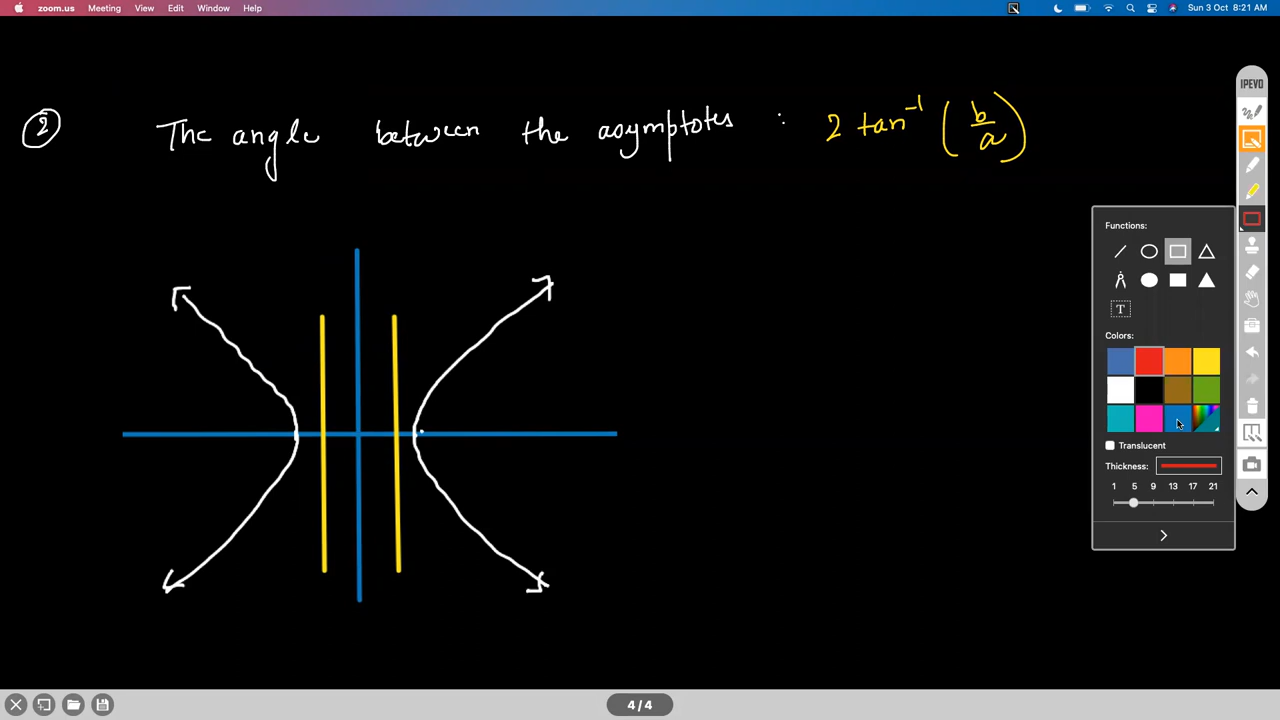 zoom.us Meeting View Edit Window Help Sun 3 Oct 8:21 AM
IPEVO
② The angle between the asymptotes : 2 tan⁻¹ (b/a)
Functions:
T
Colors:
Translucent
Thickness:
1 5 9 13 17 21
4 / 4